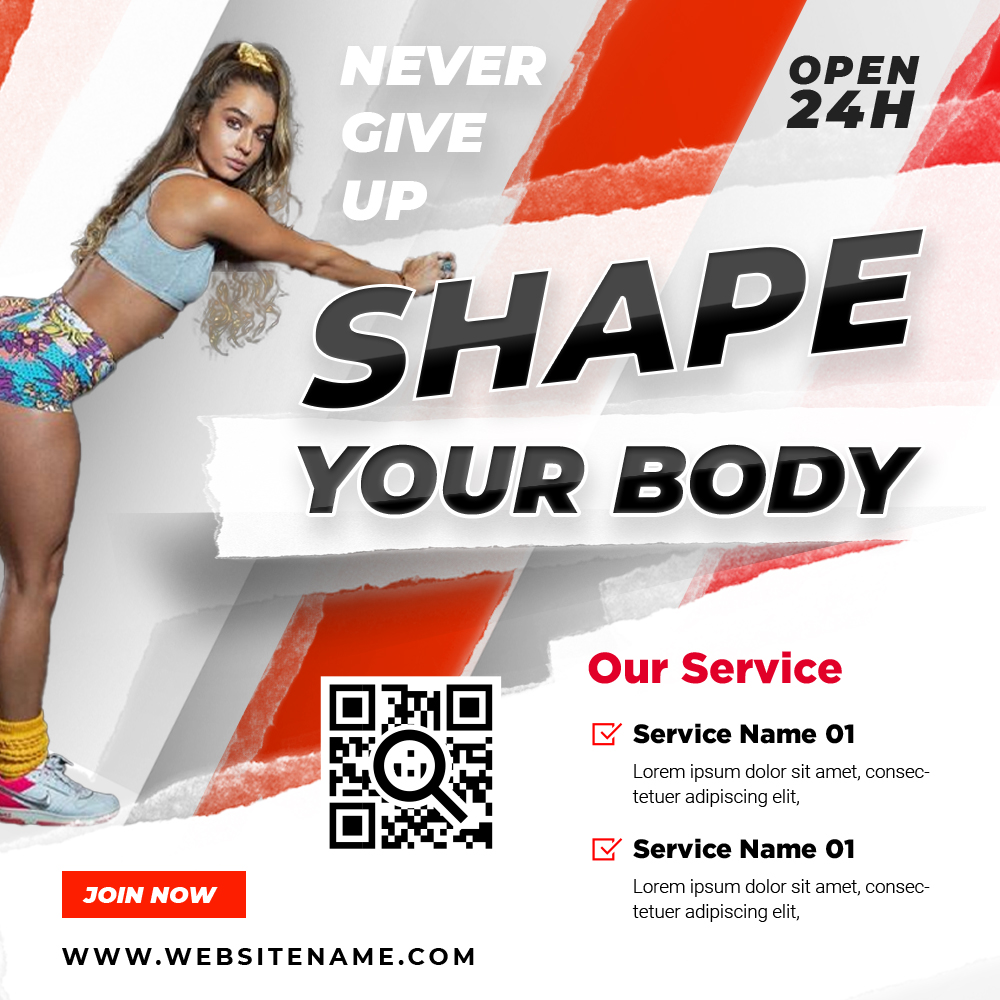 NEVER
GIVE
UP
OPEN
24H
SHAPE
YOUR BODY
Our Service
Service Name 01
Lorem ipsum dolor sit amet, consec-
tetuer adipiscing elit,
Service Name 01
Lorem ipsum dolor sit amet, consec-
tetuer adipiscing elit,
JOIN NOW
WWW.WEBSITENAME.COM